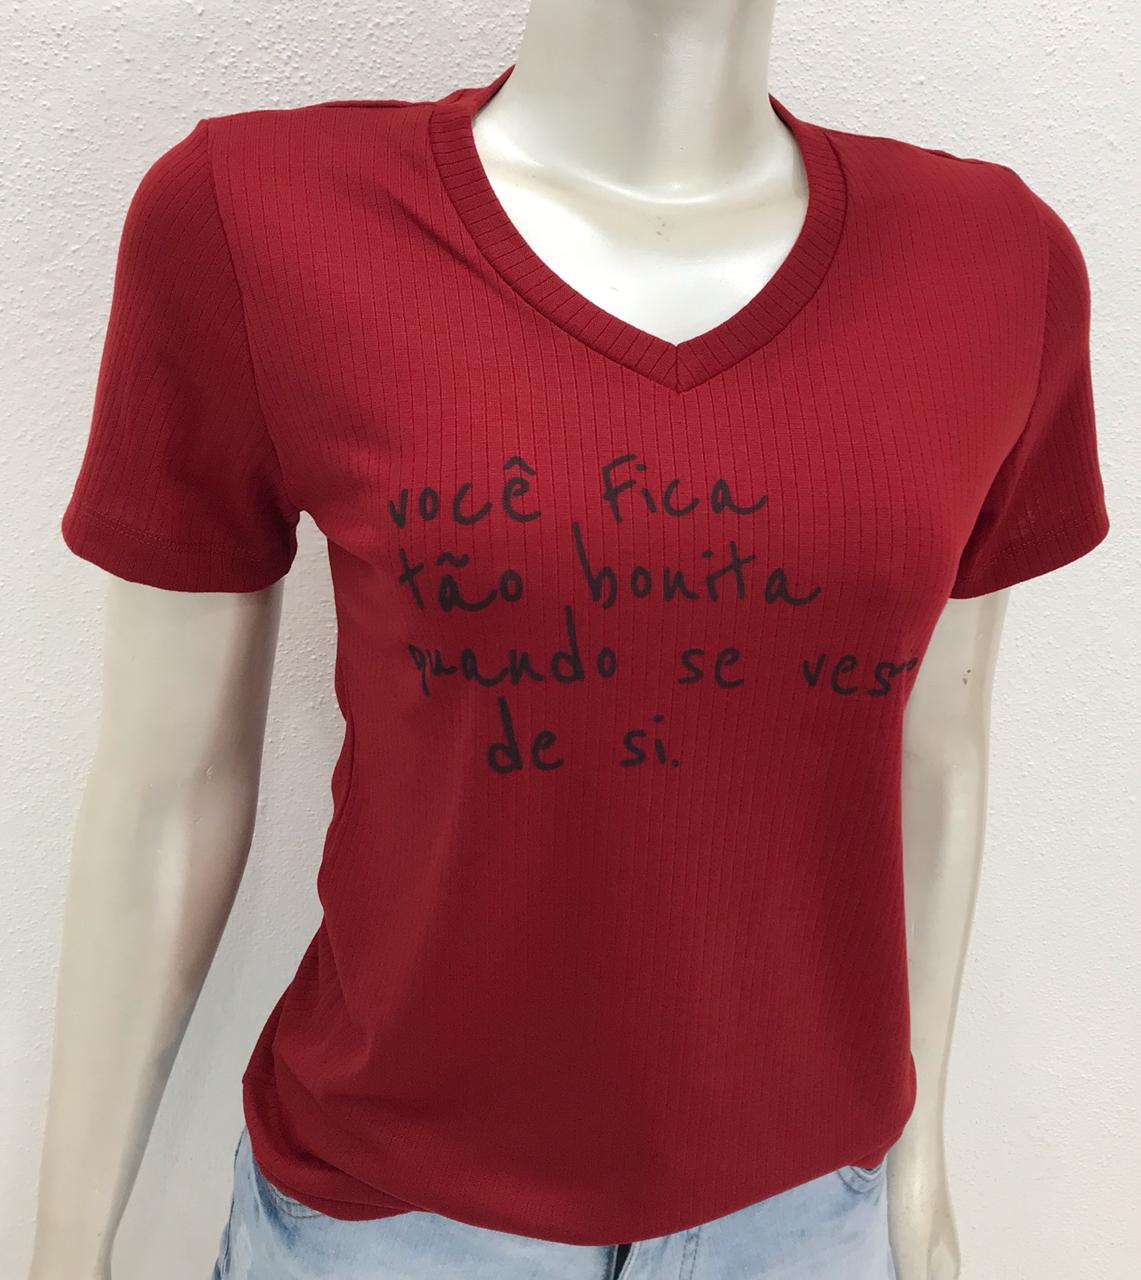 você fica
tão bonita
quando se ves
de si.